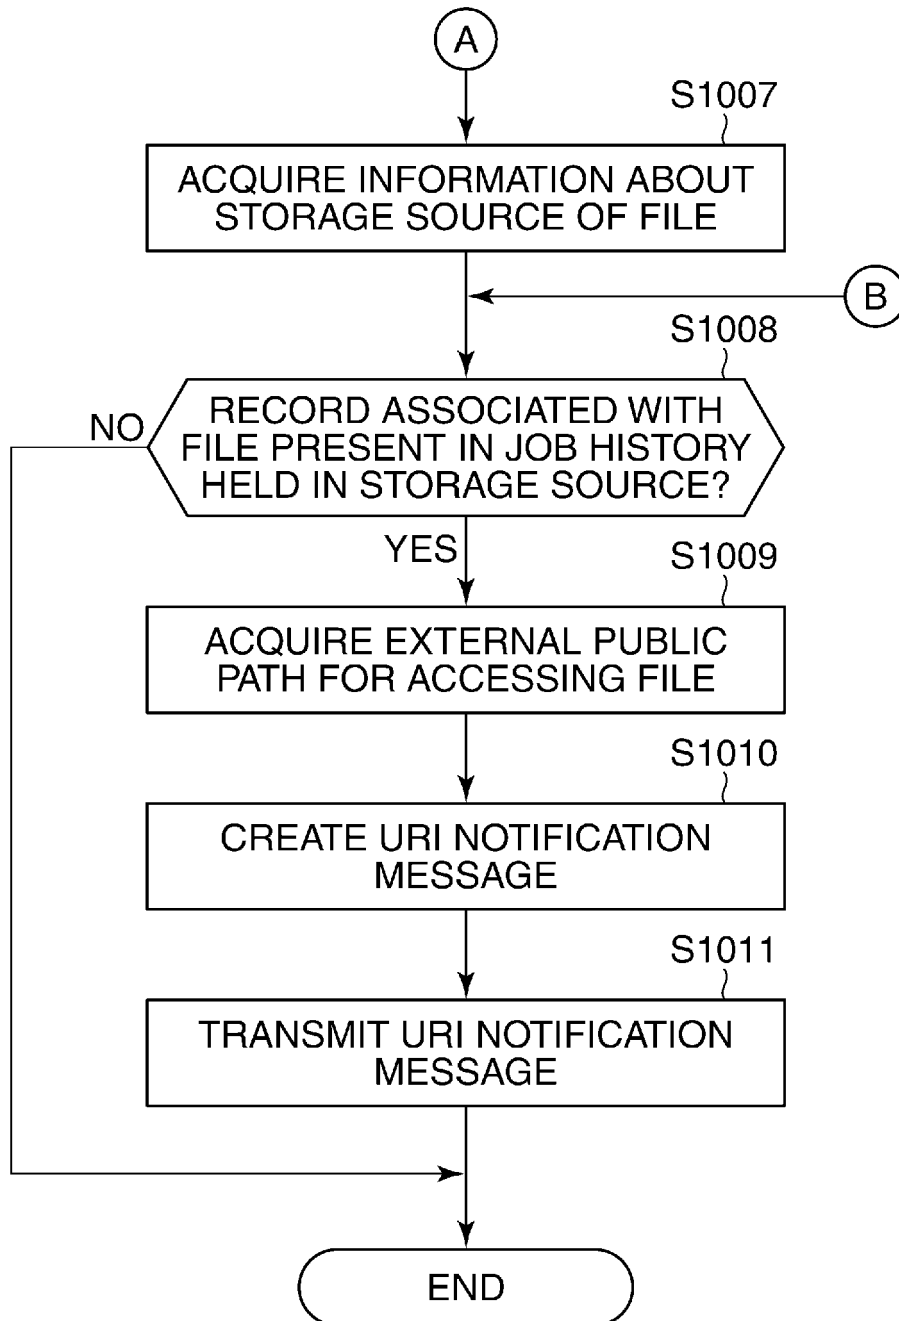 A
S1007
ACQUIRE INFORMATION ABOUT
STORAGE SOURCE OF FILE
B
S1008
NO
RECORD ASSOCIATED WITH
FILE PRESENT IN JOB HISTORY
HELD IN STORAGE SOURCE?
YES
S1009
ACQUIRE EXTERNAL PUBLIC
PATH FOR ACCESSING FILE
S1010
CREATE URI NOTIFICATION
MESSAGE
S1011
TRANSMIT URI NOTIFICATION
MESSAGE
END